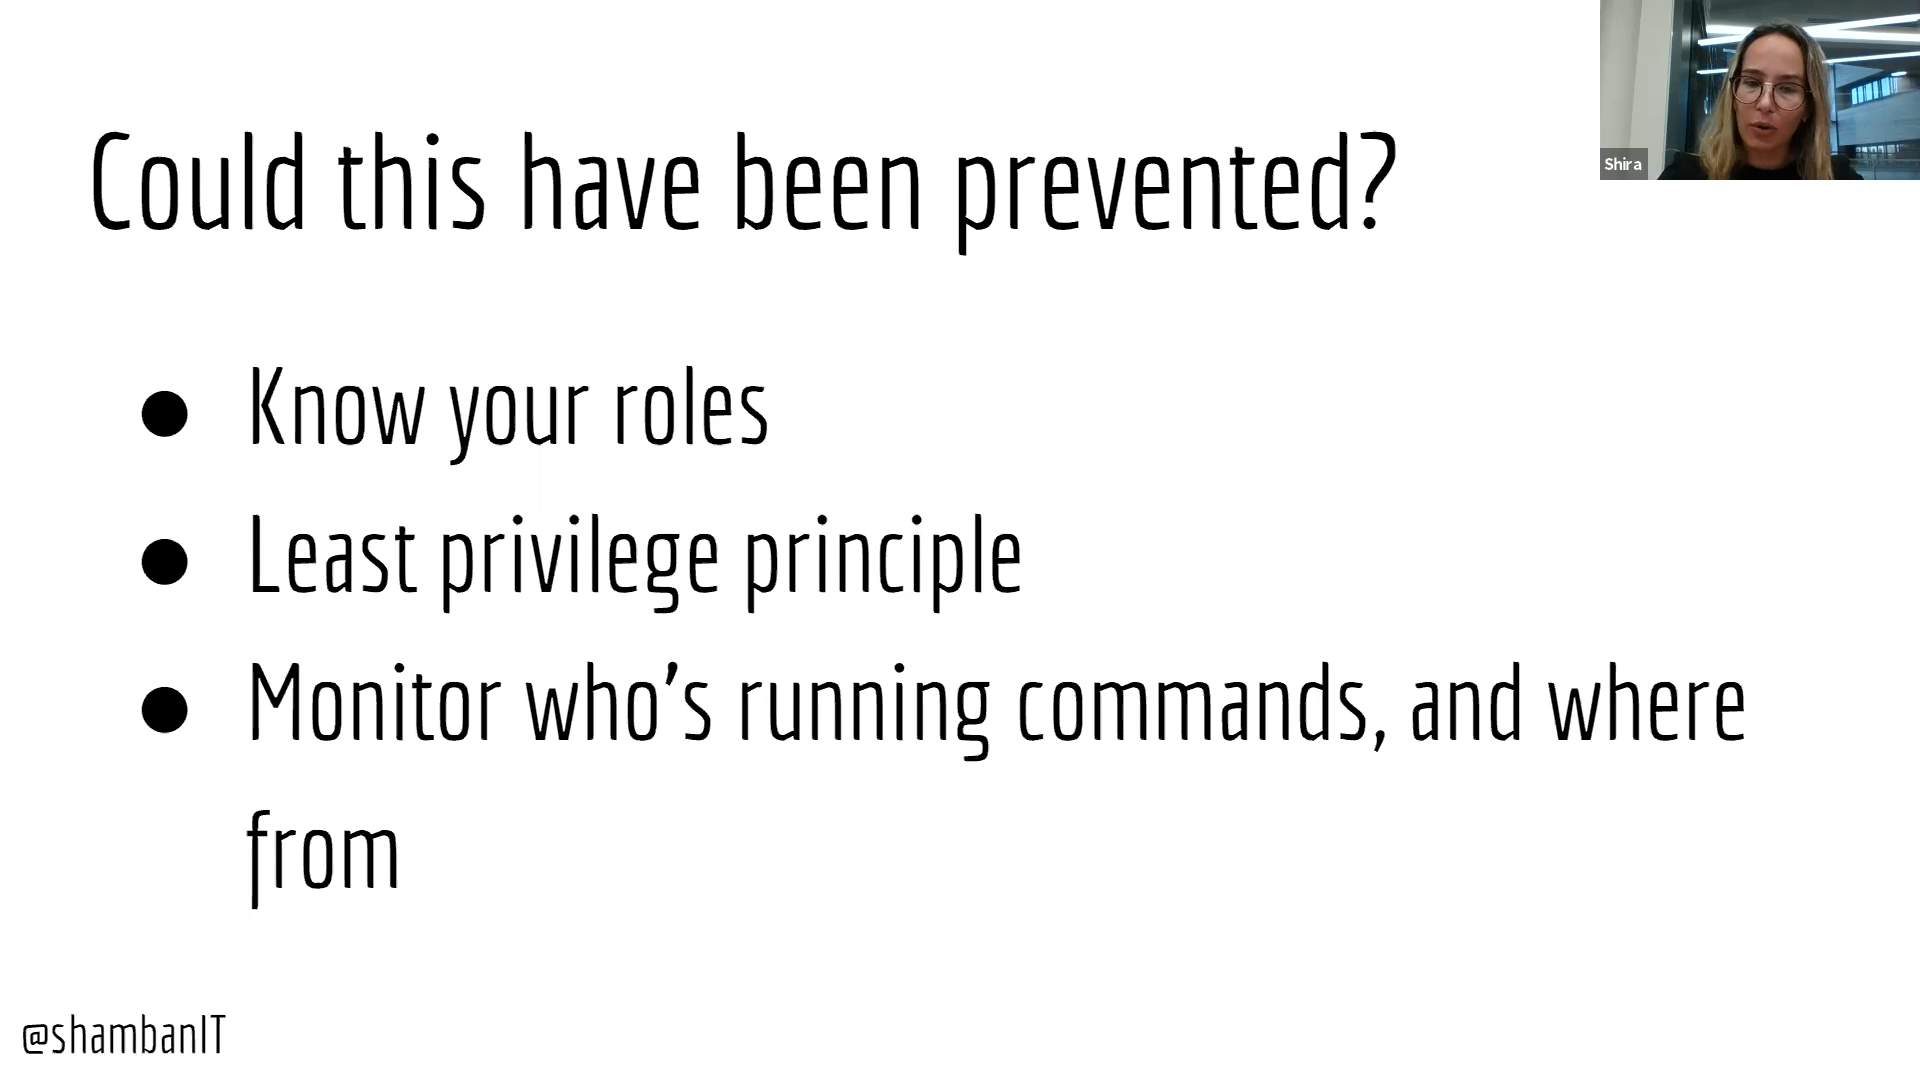 Could this have been prevented?
Shira
● Know your roles
● Least privilege principle
● Monitor who's running commands, and where
from
@shambanIT